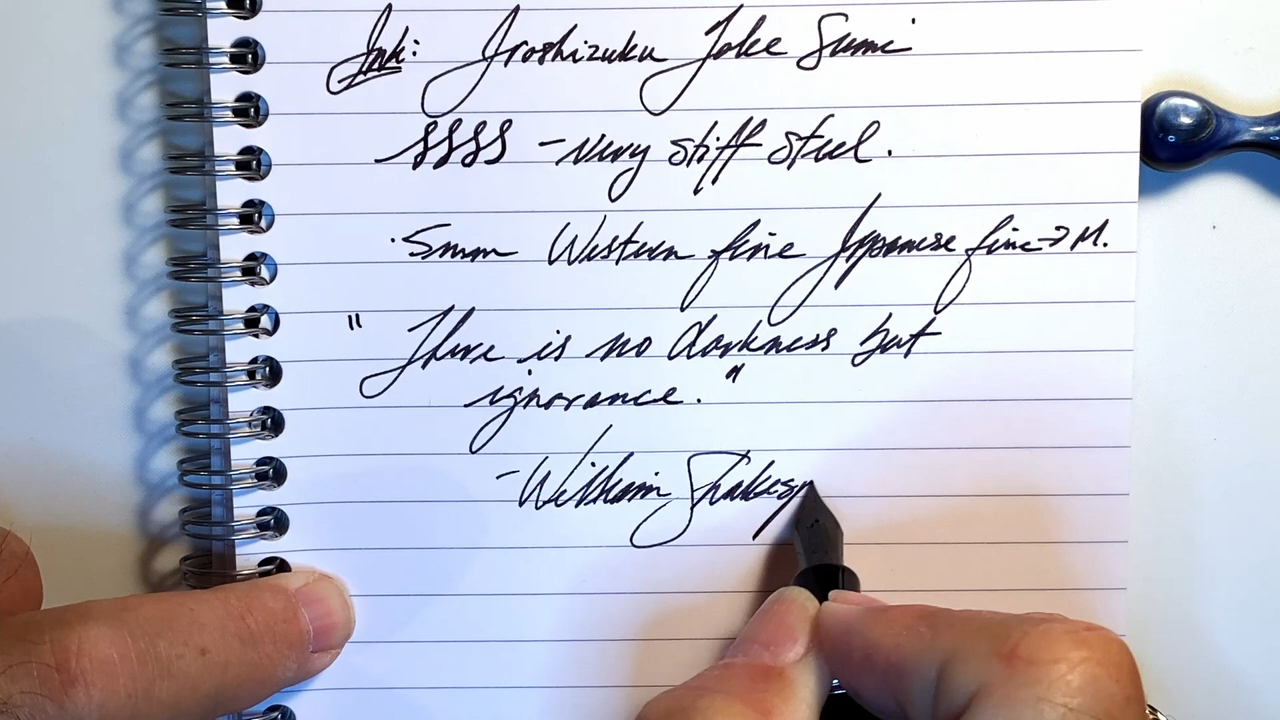 Ink: Iroshizuku Take Sumi
SSSS - very stiff steel.
.5mm Western fine Japanese fine → M.
" There is no darkness but
ignorance."
- William Shakesp